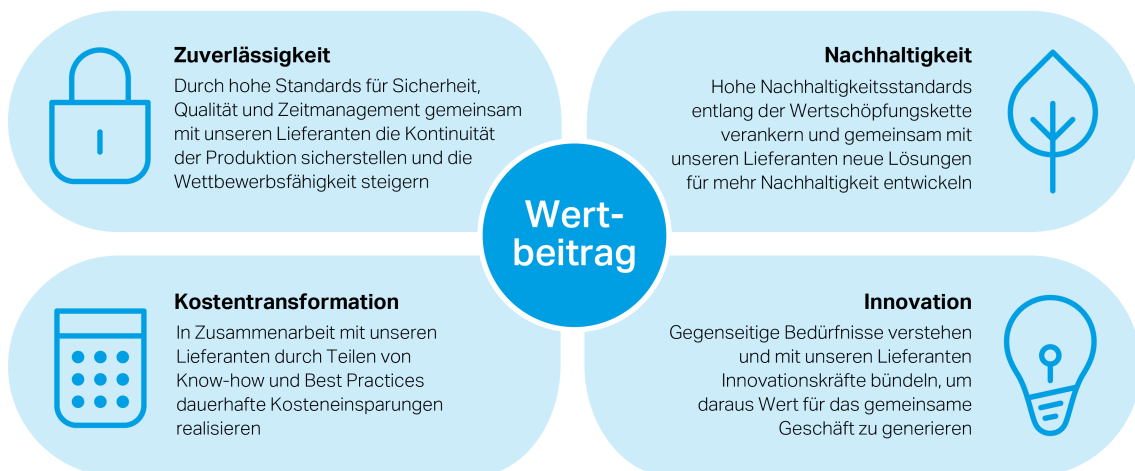 Zuverlässigkeit
Durch hohe Standards für Sicherheit,
Qualität und Zeitmanagement gemeinsam
mit unseren Lieferanten die Kontinuität
der Produktion sicherstellen und die
Wettbewerbsfähigkeit steigern
Nachhaltigkeit
Hohe Nachhaltigkeitsstandards
entlang der Wertschöpfungskette
verankern und gemeinsam mit
unseren Lieferanten neue Lösungen
für mehr Nachhaltigkeit entwickeln
Wert-
beitrag
Kostentransformation
In Zusammenarbeit mit unseren
Lieferanten durch Teilen von
Know-how und Best Practices
dauerhafte Kosteneinsparungen
realisieren
Innovation
Gegenseitige Bedürfnisse verstehen
und mit unseren Lieferanten
Innovationskräfte bündeln, um
daraus Wert für das gemeinsame
Geschäft zu generieren